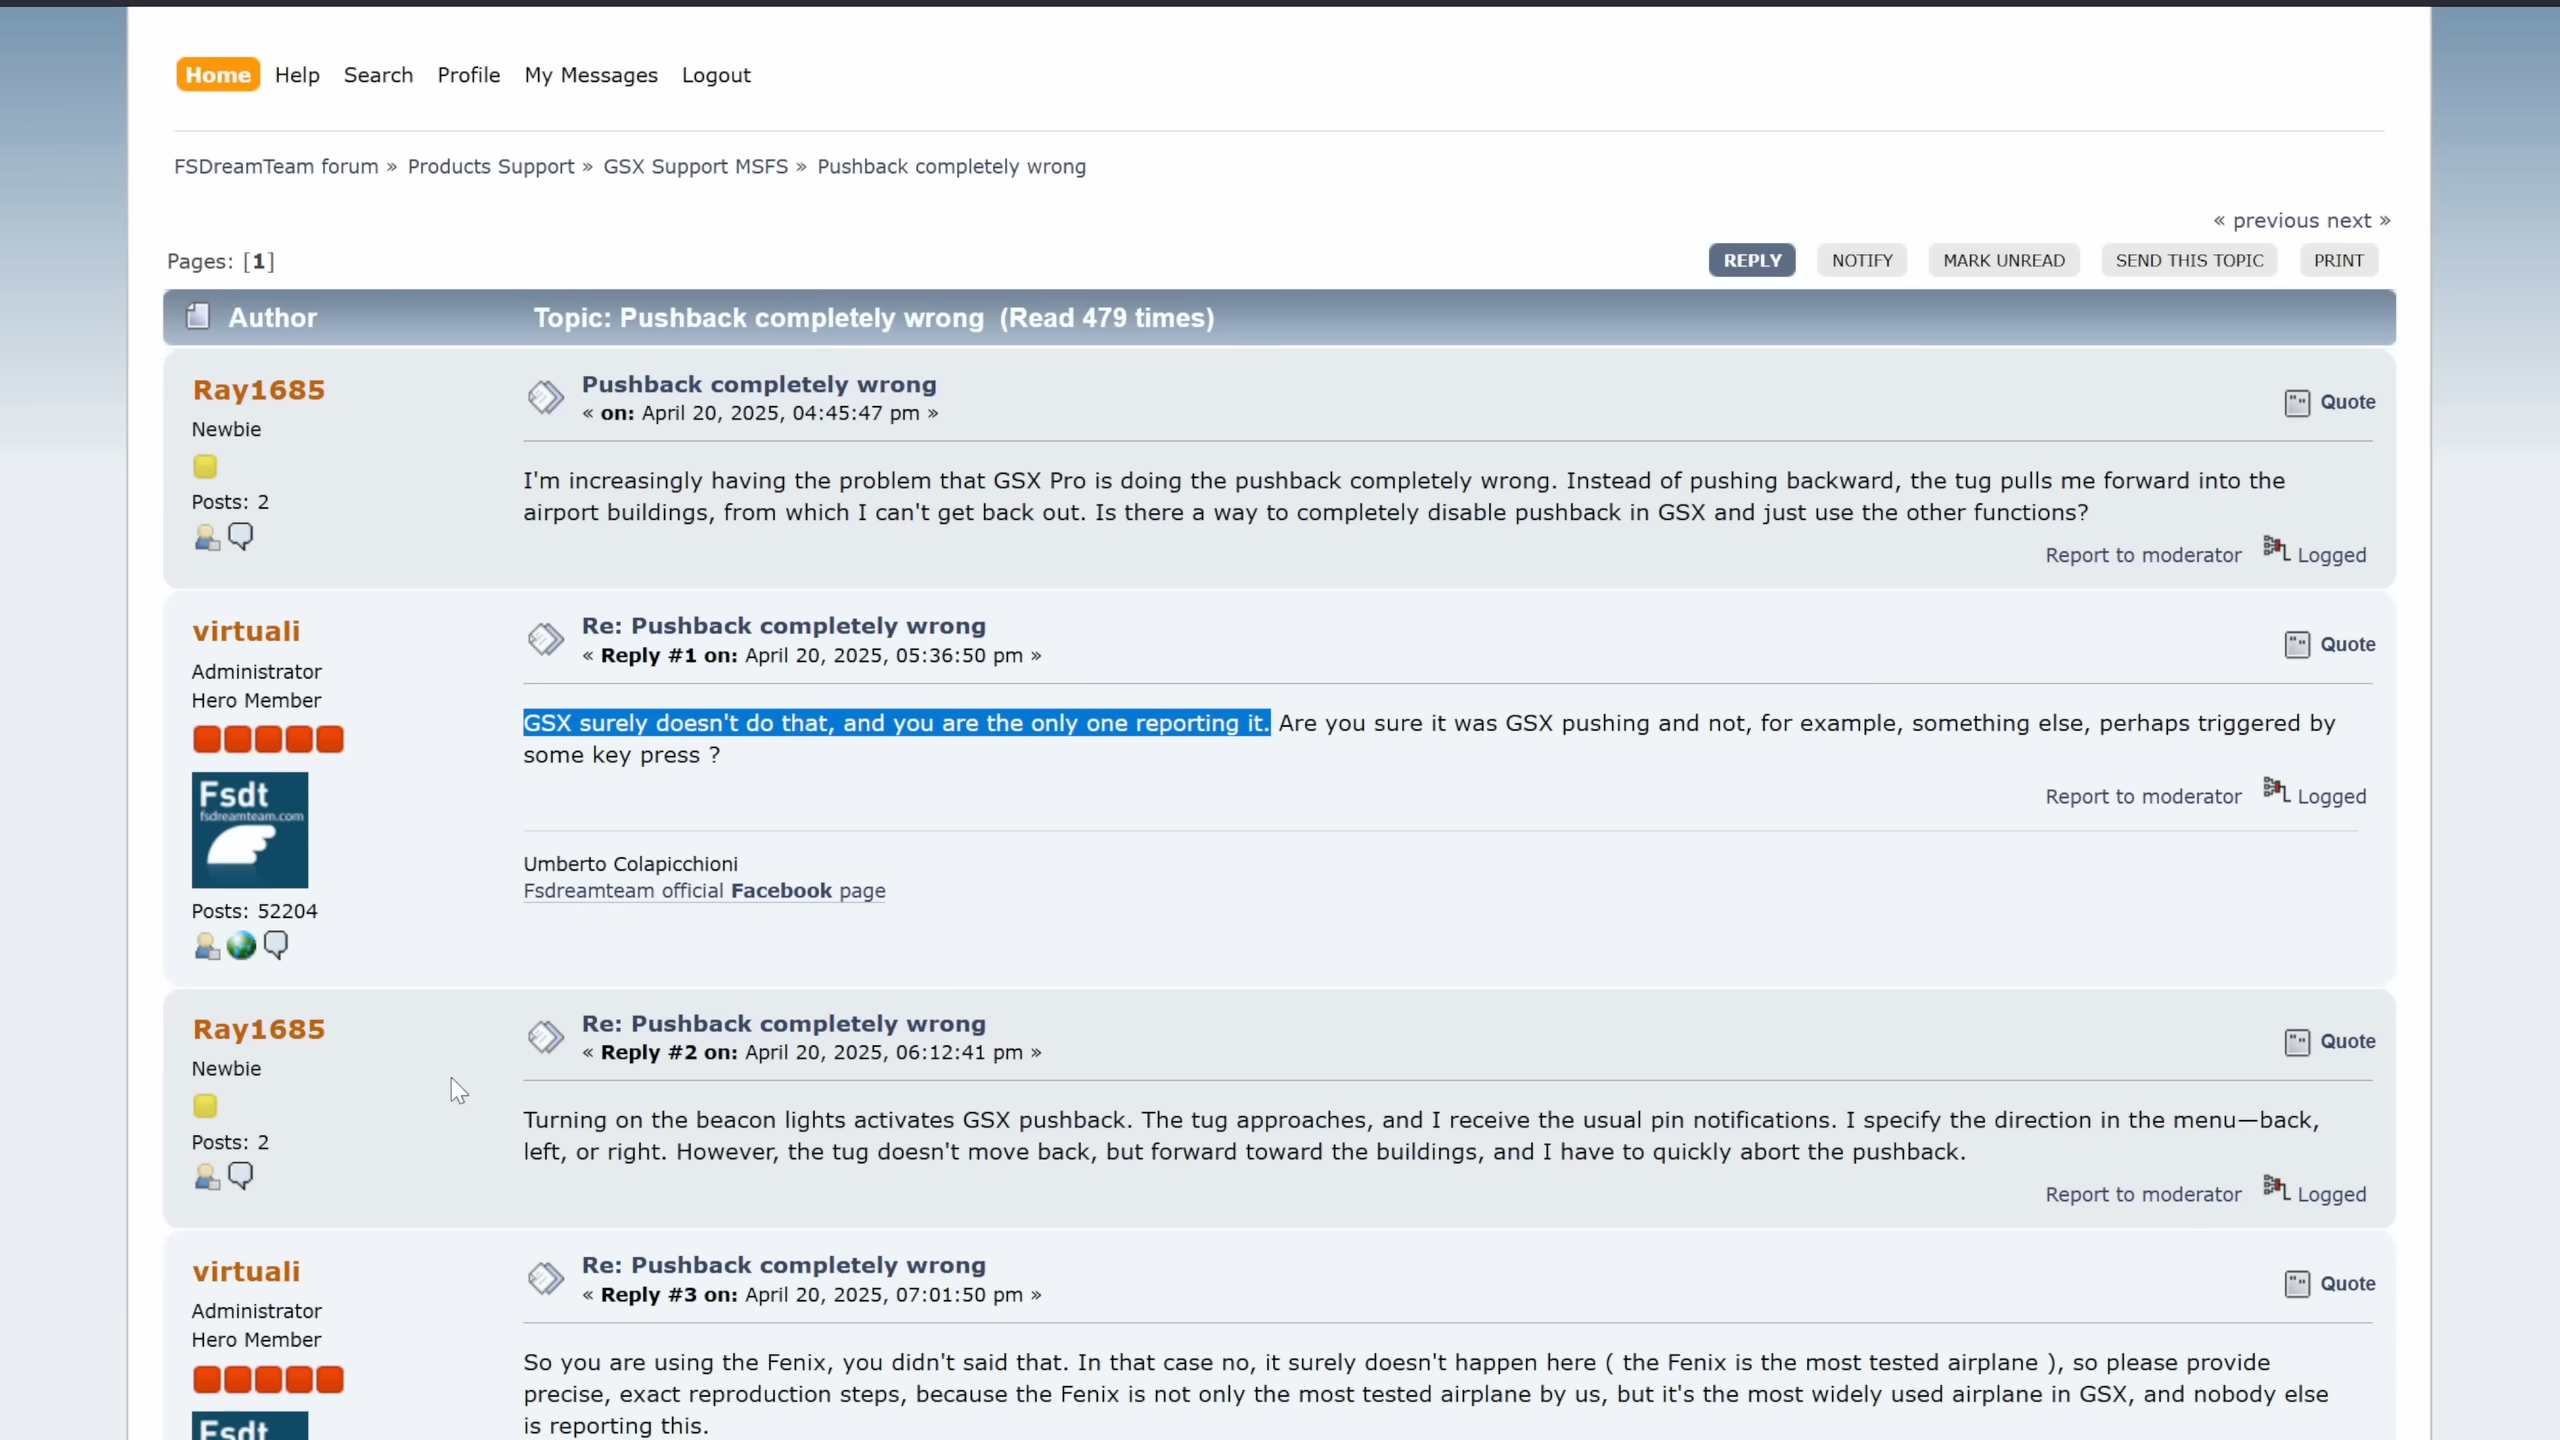 Home Help Search Profile My Messages Logout
FSDreamTeam forum » Products Support » GSX Support MSFS » Pushback completely wrong
« previous next »
Pages: [1]
REPLY NOTIFY MARK UNREAD SEND THIS TOPIC PRINT
Author Topic: Pushback completely wrong (Read 479 times)
Ray1685
Newbie
Posts: 2
Pushback completely wrong
« on: April 20, 2025, 04:45:47 pm »
Quote
I'm increasingly having the problem that GSX Pro is doing the pushback completely wrong. Instead of pushing backward, the tug pulls me forward into the
airport buildings, from which I can't get back out. Is there a way to completely disable pushback in GSX and just use the other functions?
Report to moderator Logged
virtuali
Administrator
Hero Member
Fsdt
fsdreamteam.com
Posts: 52204
Re: Pushback completely wrong
« Reply #1 on: April 20, 2025, 05:36:50 pm »
Quote
GSX surely doesn't do that, and you are the only one reporting it. Are you sure it was GSX pushing and not, for example, something else, perhaps triggered by
some key press ?
Report to moderator Logged
Umberto Colapicchioni
Fsdreamteam official Facebook page
Ray1685
Newbie
Posts: 2
Re: Pushback completely wrong
« Reply #2 on: April 20, 2025, 06:12:41 pm »
Quote
Turning on the beacon lights activates GSX pushback. The tug approaches, and I receive the usual pin notifications. I specify the direction in the menu—back,
left, or right. However, the tug doesn't move back, but forward toward the buildings, and I have to quickly abort the pushback.
Report to moderator Logged
virtuali
Administrator
Hero Member
Fsdt
Re: Pushback completely wrong
« Reply #3 on: April 20, 2025, 07:01:50 pm »
Quote
So you are using the Fenix, you didn't said that. In that case no, it surely doesn't happen here ( the Fenix is the most tested airplane ), so please provide
precise, exact reproduction steps, because the Fenix is not only the most tested airplane by us, but it's the most widely used airplane in GSX, and nobody else
is reporting this.